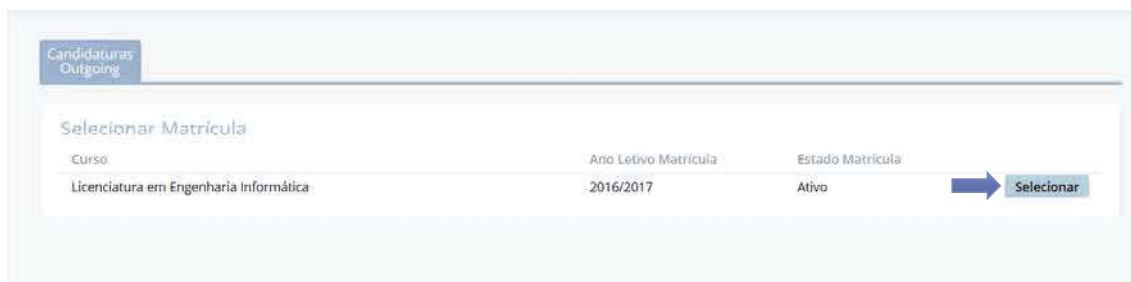 Candidaturas
Outgoing
Selecionar Matrícula
Curso Ano Letivo Matrícula Estado Matrícula
Licenciatura em Engenharia Informática 2016/2017 Ativo Selecionar